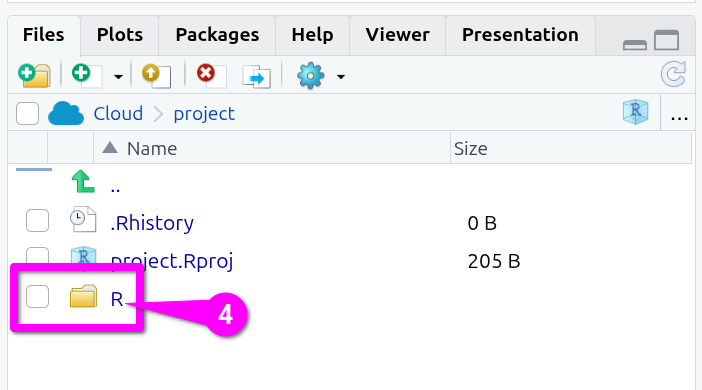 Files Plots Packages Help Viewer Presentation
Cloud project R ...
Name Size
..
.Rhistory 0 B
R project.Rproj 205 B
R 4